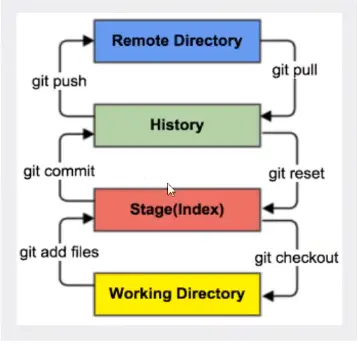 Remote Directory
git push
git pull
History
git commit
git reset
Stage(Index)
git add files
git checkout
Working Directory